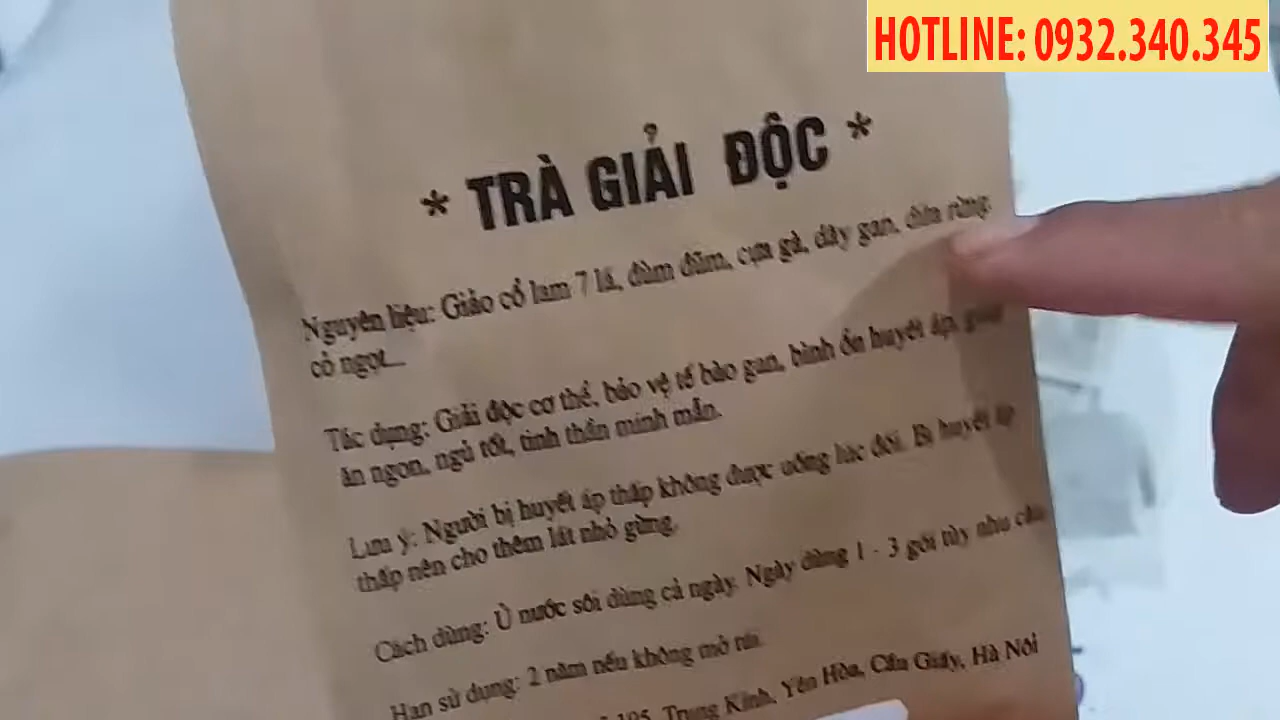 HOTLINE: 0932.340.345
* TRÀ GIẢI ĐỘC *
Nguyên liệu: Giảo cổ lam 7 lá, đùm đũm, cựa gà, dây gan, dứa rừng,
cỏ ngọt...
Tác dụng: Giải độc cơ thể, bảo vệ tế bào gan, bình ổn huyết áp, giúp
ăn ngon, ngủ tốt, tinh thần minh mẫn.
Lưu ý: Người bị huyết áp thấp không được uống lúc đói. Bị huyết áp
thấp nên cho thêm lát nhỏ gừng.
Cách dùng: Ủ nước sôi dùng cả ngày. Ngày dùng 1 - 3 gói tùy nhu cầu
Hạn sử dụng: 2 năm nếu không mở túi.
195, Trung Kính, Yên Hòa, Cầu Giấy, Hà Nội